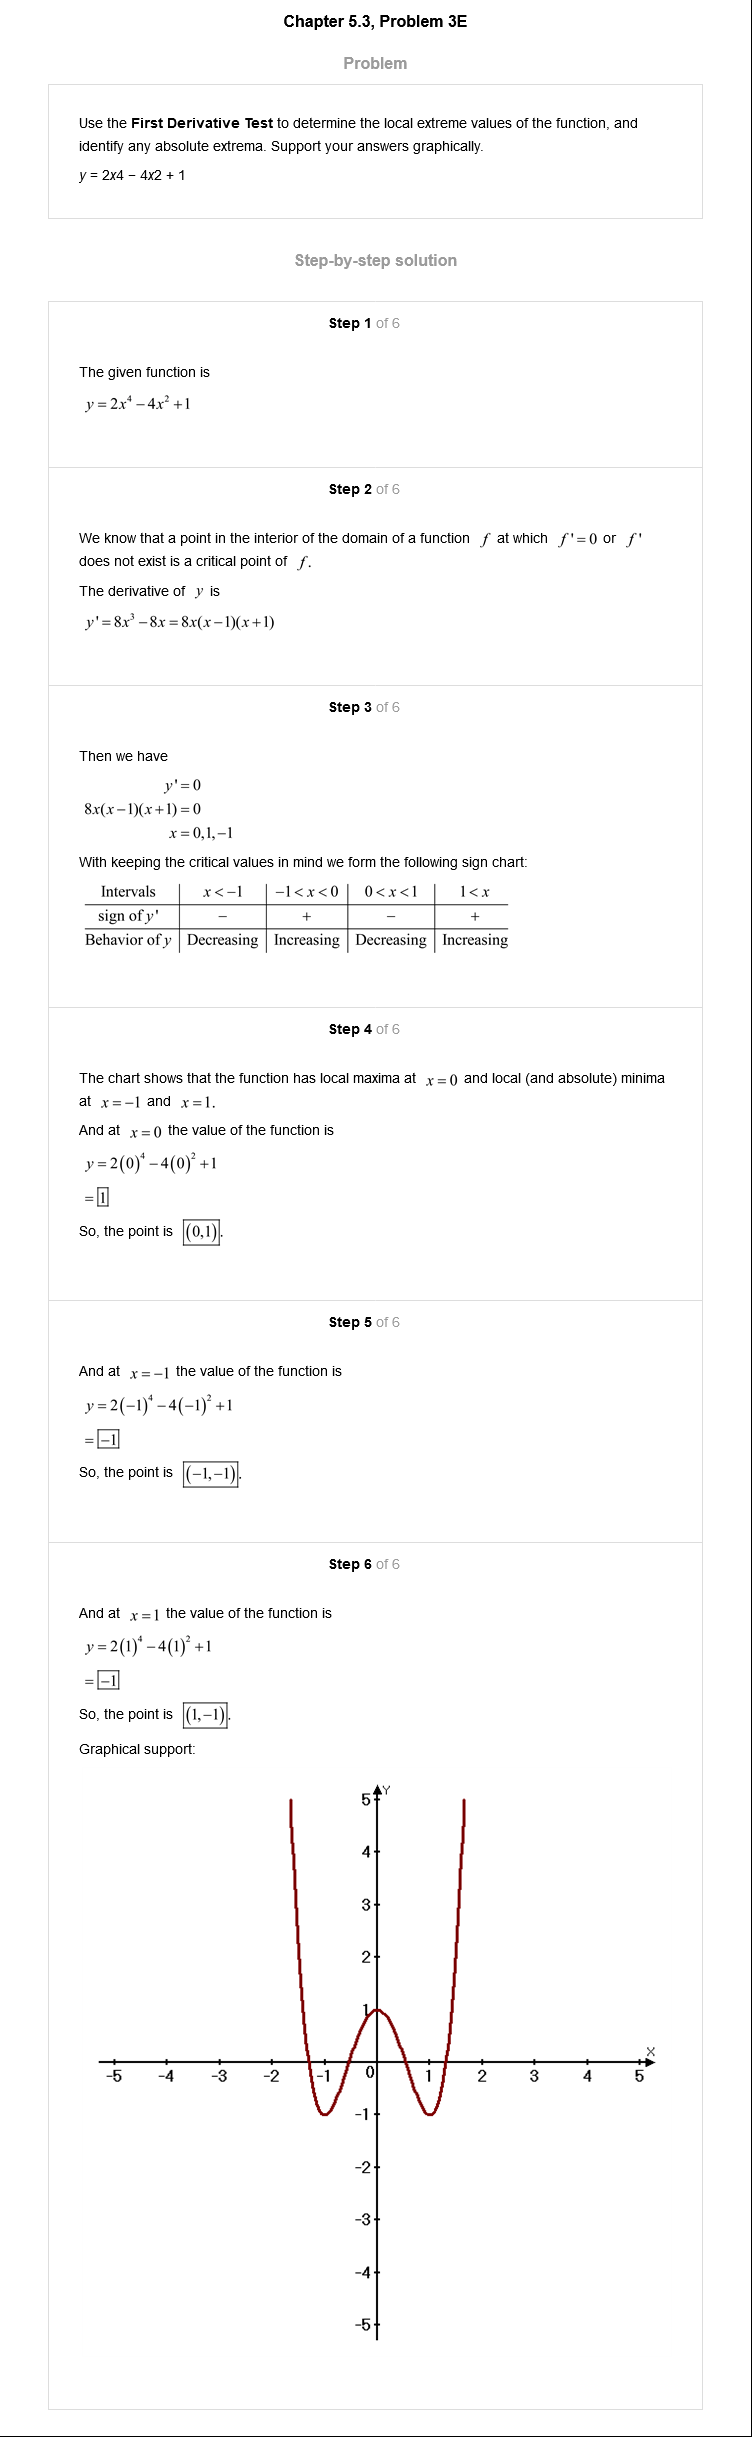 Chapter 5.3, Problem 3E
Problem
Use the First Derivative Test to determine the local extreme values of the function, and
identify any absolute extrema. Support your answers graphically.
y = 2x4 − 4x2 + 1
Step-by-step solution
Step 1 of 6
The given function is
y = 2x⁴ − 4x² + 1
Step 2 of 6
We know that a point in the interior of the domain of a function f at which f ' = 0 or f '
does not exist is a critical point of f.
The derivative of y is
y' = 8x³ − 8x = 8x(x − 1)(x + 1)
Step 3 of 6
Then we have
y' = 0
8x(x − 1)(x + 1) = 0
x = 0, 1, −1
With keeping the critical values in mind we form the following sign chart:
Intervals x < −1 −1 < x < 0 0 < x < 1 1 < x
sign of y' − + − +
Behavior of y Decreasing Increasing Decreasing Increasing
Step 4 of 6
The chart shows that the function has local maxima at x = 0 and local (and absolute) minima
at x = −1 and x = 1.
And at x = 0 the value of the function is
y = 2(0)⁴ − 4(0)² + 1
= 1
So, the point is (0,1).
Step 5 of 6
And at x = −1 the value of the function is
y = 2(−1)⁴ − 4(−1)² + 1
= −1
So, the point is (−1,−1).
Step 6 of 6
And at x = 1 the value of the function is
y = 2(1)⁴ − 4(1)² + 1
= −1
So, the point is (1,−1).
Graphical support:
Y
5
4
3
2
1
X
-5 -4 -3 -2 -1 0 1 2 3 4 5
-1
-2
-3
-4
-5